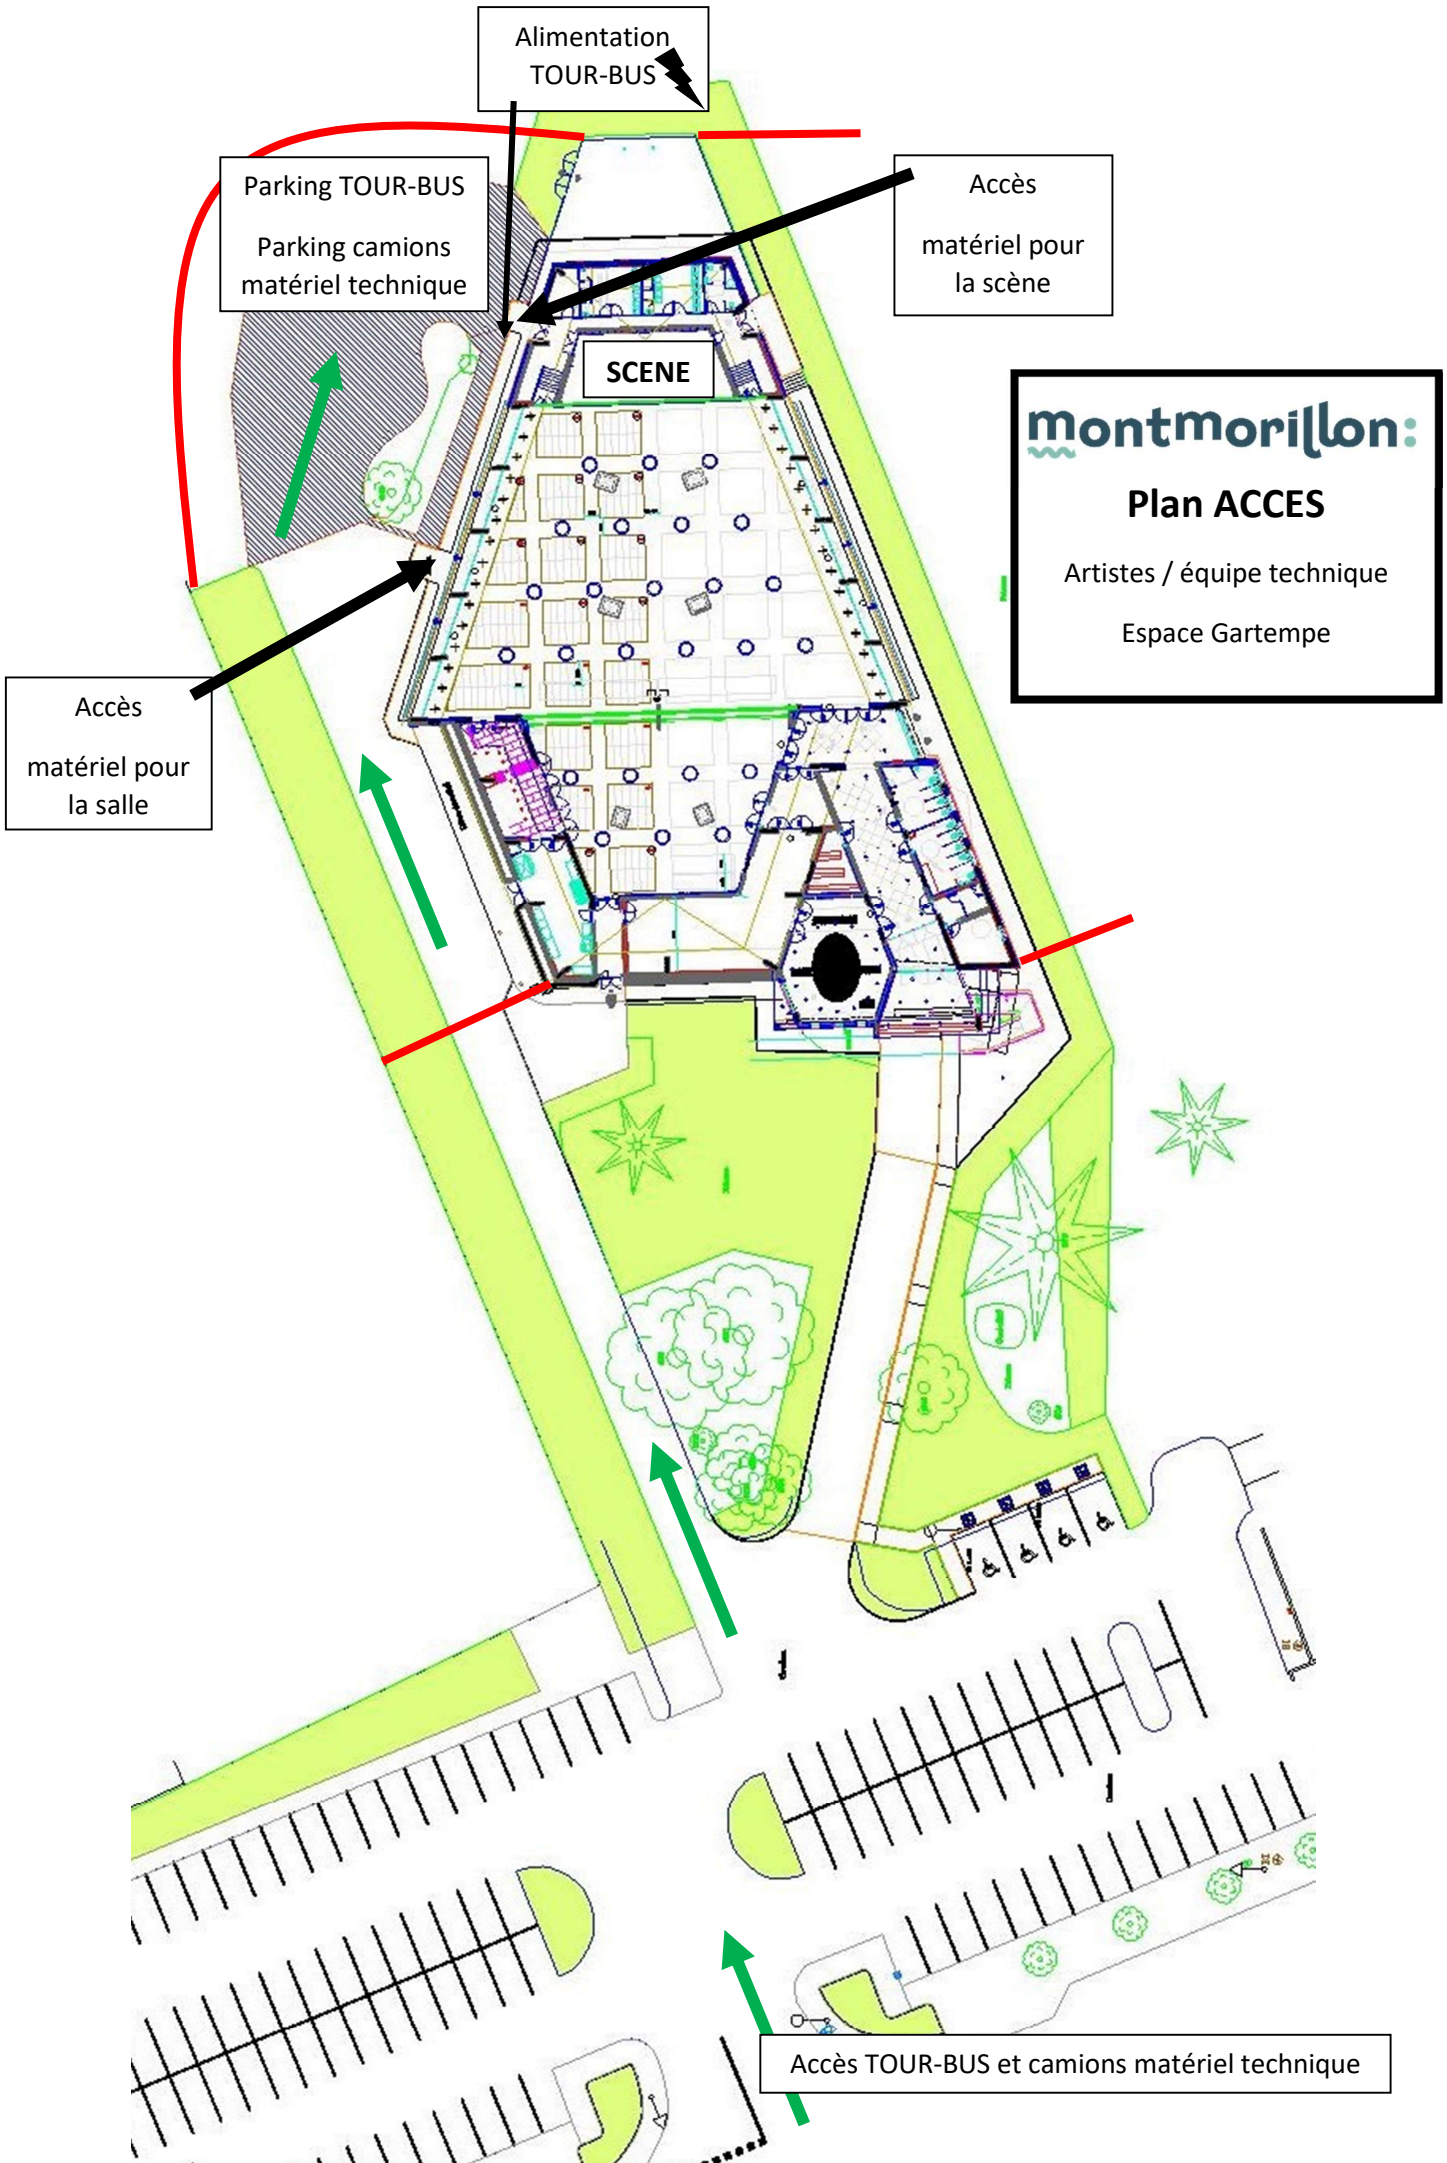 Alimentation
TOUR-BUS
Parking TOUR-BUS
Parking camions
matériel technique
Accès
matériel pour
la scène
SCENE
montmorillon:
Plan ACCES
Artistes / équipe technique
Espace Gartempe
Accès
matériel pour
la salle
Accès TOUR-BUS et camions matériel technique